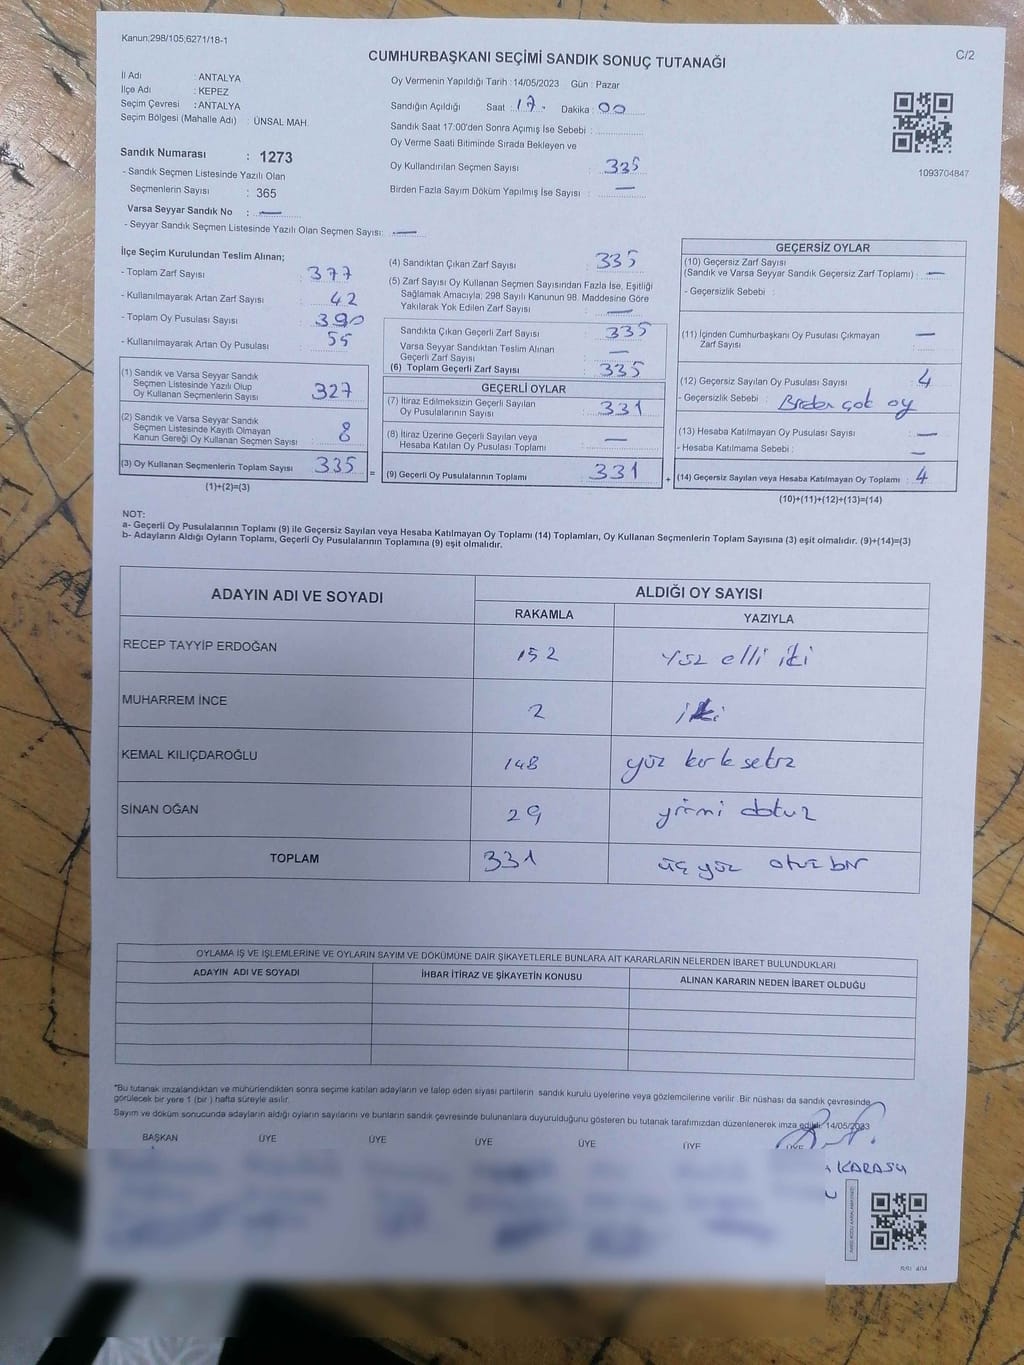 Kanun;298/105,6271/18-1
CUMHURBAŞKANI SEÇİMİ SANDIK SONUÇ TUTANAĞI
C/2
İl Adı : ANTALYA
İlçe Adı : KEPEZ
Seçim Çevresi : ANTALYA
Seçim Bölgesi (Mahalle Adı) : ÜNSAL MAH.
Sandık Numarası : 1273
- Sandık Seçmen Listesinde Yazılı Olan
Seçmenlerin Sayısı : 365
Varsa Seyyar Sandık No : —
- Seyyar Sandık Seçmen Listesinde Yazılı Olan Seçmen Sayısı: —
Oy Vermenin Yapıldığı Tarih : 14/05/2023 Gün : Pazar
Sandığın Açıldığı Saat : 17. Dakika : 00
Sandık Saat 17:00'den Sonra Açımış İse Sebebi :
Oy Verme Saati Bitiminde Sırada Bekleyen ve
Oy Kullandırılan Seçmen Sayısı : 335
Birden Fazla Sayım Döküm Yapılmış İse Sayısı : —
1093704847
İlçe Seçim Kurulundan Teslim Alınan;
- Toplam Zarf Sayısı : 377
- Kullanılmayarak Artan Zarf Sayısı : 42
- Toplam Oy Pusulası Sayısı : 390
- Kullanılmayarak Artan Oy Pusulası : 55
(1) Sandık ve Varsa Seyyar Sandık
Seçmen Listesinde Yazılı Olup
Oy Kullanan Seçmenlerin Sayısı : 327
(2) Sandık ve Varsa Seyyar Sandık
Seçmen Listesinde Kayıtlı Olmayan
Kanun Gereği Oy Kullanan Seçmen Sayısı : 8
(3) Oy Kullanan Seçmenlerin Toplam Sayısı : 335 =
(1)+(2)=(3)
(4) Sandıktan Çıkan Zarf Sayısı : 335
(5) Zarf Sayısı Oy Kullanan Seçmen Sayısından Fazla İse, Eşitliği
Sağlamak Amacıyla; 298 Sayılı Kanunun 98. Maddesine Göre
Yakılarak Yok Edilen Zarf Sayısı : —
Sandıkta Çıkan Geçerli Zarf Sayısı : 335
Varsa Seyyar Sandıktan Teslim Alınan
Geçerli Zarf Sayısı : —
(6) Toplam Geçerli Zarf Sayısı : 335
GEÇERLİ OYLAR
(7) İtiraz Edilmeksizin Geçerli Sayılan
Oy Pusulalarının Sayısı : 331
(8) İtiraz Üzerine Geçerli Sayılan veya
Hesaba Katılan Oy Pusulası Toplamı : —
(9) Geçerli Oy Pusulalarının Toplamı : 331 +
GEÇERSİZ OYLAR
(10) Geçersiz Zarf Sayısı
(Sandık ve Varsa Seyyar Sandık Geçersiz Zarf Toplamı) : —
- Geçersizlik Sebebi :
(11) İçinden Cumhurbaşkanı Oy Pusulası Çıkmayan : —
Zarf Sayısı
(12) Geçersiz Sayılan Oy Pusulası Sayısı : 4
- Geçersizlik Sebebi : Birden çok oy
(13) Hesaba Katılmayan Oy Pusulası Sayısı : —
- Hesaba Katılmama Sebebi : —
(14) Geçersiz Sayılan veya Hesaba Katılmayan Oy Toplamı : 4
(10)+(11)+(12)+(13)=(14)
NOT:
a- Geçerli Oy Pusulalarının Toplamı (9) ile Geçersiz Sayılan veya Hesaba Katılmayan Oy Toplamı (14) Toplamları, Oy Kullanan Seçmenlerin Toplam Sayısına (3) eşit olmalıdır. (9)+(14)=(3)
b- Adayların Aldığı Oyların Toplamı, Geçerli Oy Pusulalarının Toplamına (9) eşit olmalıdır.
ADAYIN ADI VE SOYADI
ALDIĞI OY SAYISI
RAKAMLA YAZIYLA
RECEP TAYYİP ERDOĞAN 152 yüz elli iki
MUHARREM İNCE 2 iki
KEMAL KILIÇDAROĞLU 148 yüz kırk sekiz
SİNAN OĞAN 29 yirmi dokuz
TOPLAM 331 üç yüz otuz bir
OYLAMA İŞ VE İŞLEMLERİNE VE OYLARIN SAYIM VE DÖKÜMÜNE DAİR ŞİKAYETLERLE BUNLARA AİT KARARLARIN NELERDEN İBARET BULUNDUKLARI
ADAYIN ADI VE SOYADI İHBAR İTİRAZ VE ŞİKAYETİN KONUSU ALINAN KARARIN NEDEN İBARET OLDUĞU
*Bu tutanak imzalandıktan ve mühürlendikten sonra seçime katılan adayların ve talep eden siyasi partilerin sandık kurulu üyelerine veya gözlemcilerine verilir. Bir nüshası da sandık çevresinde
görülecek bir yere 1 (bir ) hafta süreyle asılır.
Sayım ve döküm sonucunda adayların aldığı oyların sayılarını ve bunların sandık çevresinde bulunanlara duyurulduğunu gösteren bu tutanak tarafımızdan düzenlenerek imza edildi. 14/05/2023
BAŞKAN ÜYE ÜYE ÜYE ÜYE ÜYE ÜYE
KARASU